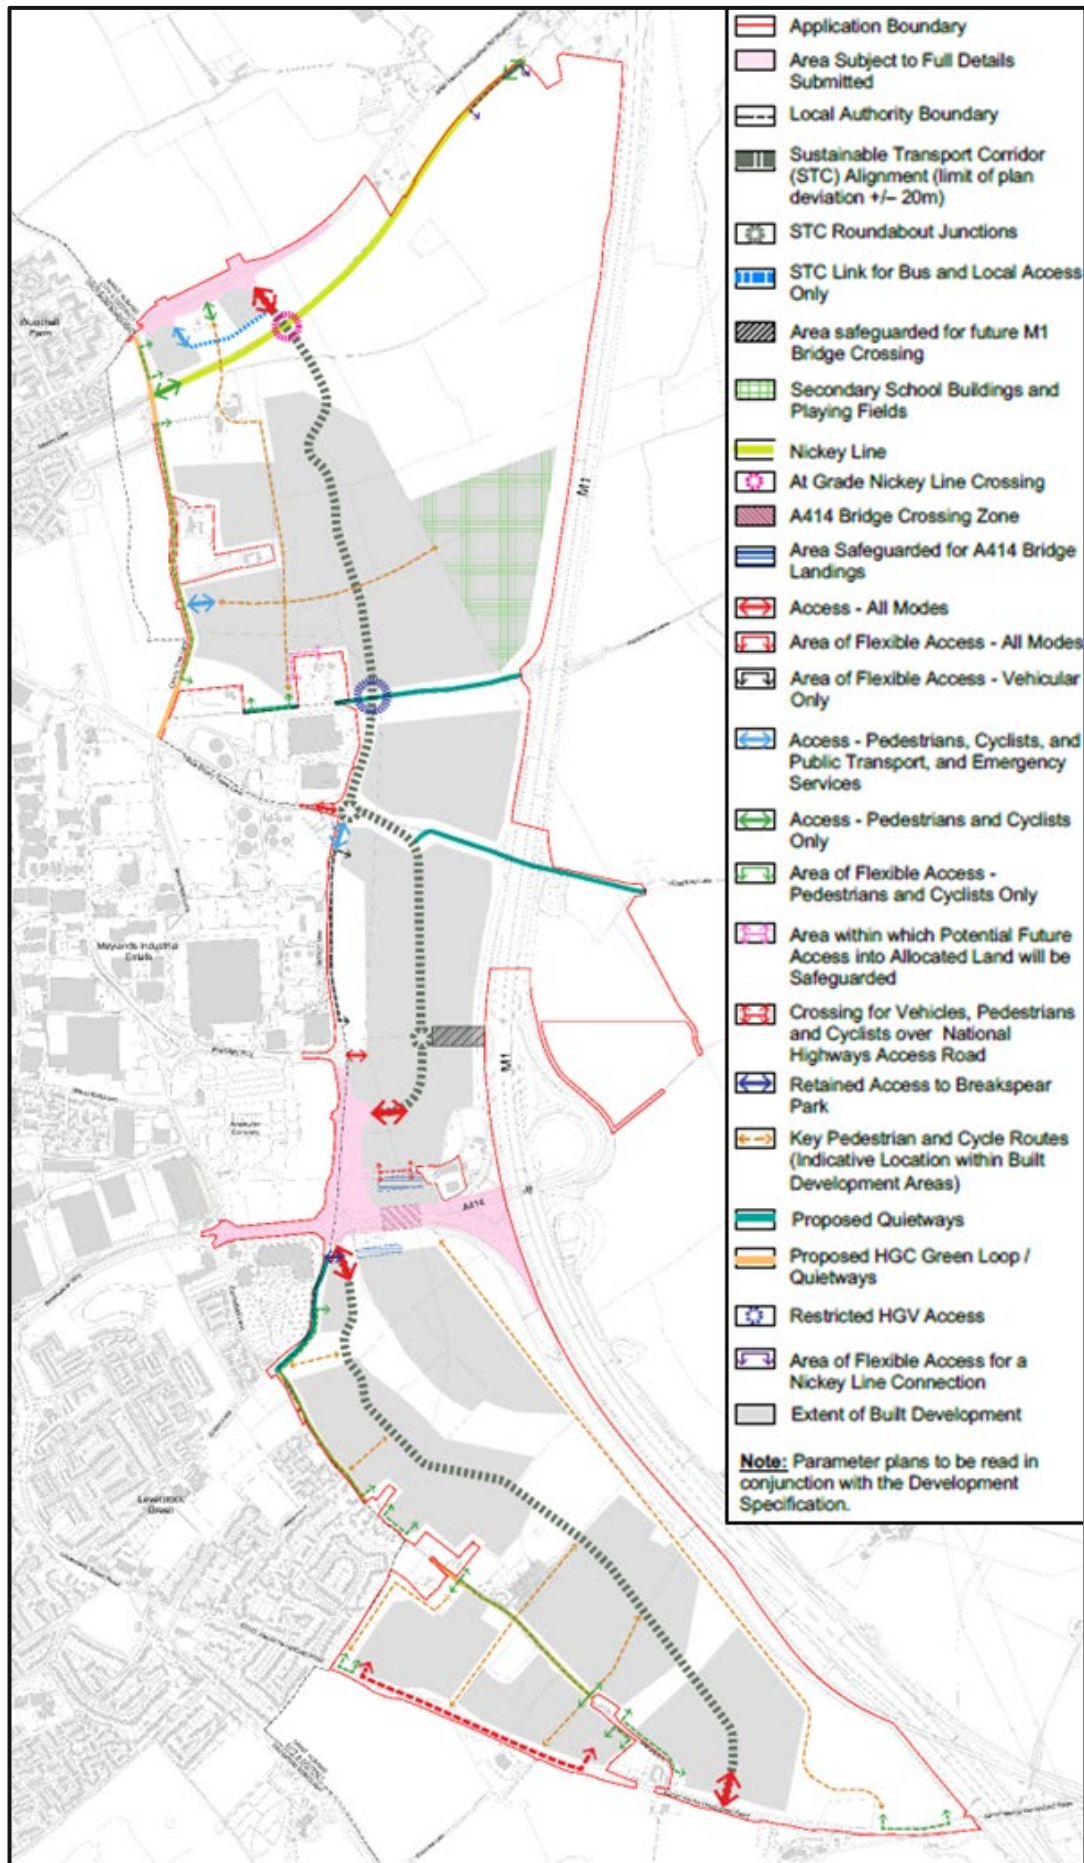 Application Boundary
Area Subject to Full Details
Submitted
Local Authority Boundary
Sustainable Transport Corridor
(STC) Alignment (limit of plan
deviation +/– 20m)
STC Roundabout Junctions
STC Link for Bus and Local Access
Only
Area safeguarded for future M1
Bridge Crossing
Secondary School Buildings and
Playing Fields
Nickey Line
At Grade Nickey Line Crossing
A414 Bridge Crossing Zone
Area Safeguarded for A414 Bridge
Landings
Access - All Modes
Area of Flexible Access - All Modes
Area of Flexible Access - Vehicular
Only
Access - Pedestrians, Cyclists, and
Public Transport, and Emergency
Services
Access - Pedestrians and Cyclists
Only
Area of Flexible Access -
Pedestrians and Cyclists Only
Area within which Potential Future
Access into Allocated Land will be
Safeguarded
Crossing for Vehicles, Pedestrians
and Cyclists over National
Highways Access Road
Retained Access to Breakspear
Park
Key Pedestrian and Cycle Routes
(Indicative Location within Built
Development Areas)
Proposed Quietways
Proposed HGC Green Loop /
Quietways
Restricted HGV Access
Area of Flexible Access for a
Nickey Line Connection
Extent of Built Development
Note: Parameter plans to be read in
conjunction with the Development
Specification.
M1
Maylands Industrial
Estate
M1
A414
Leverstock
Green